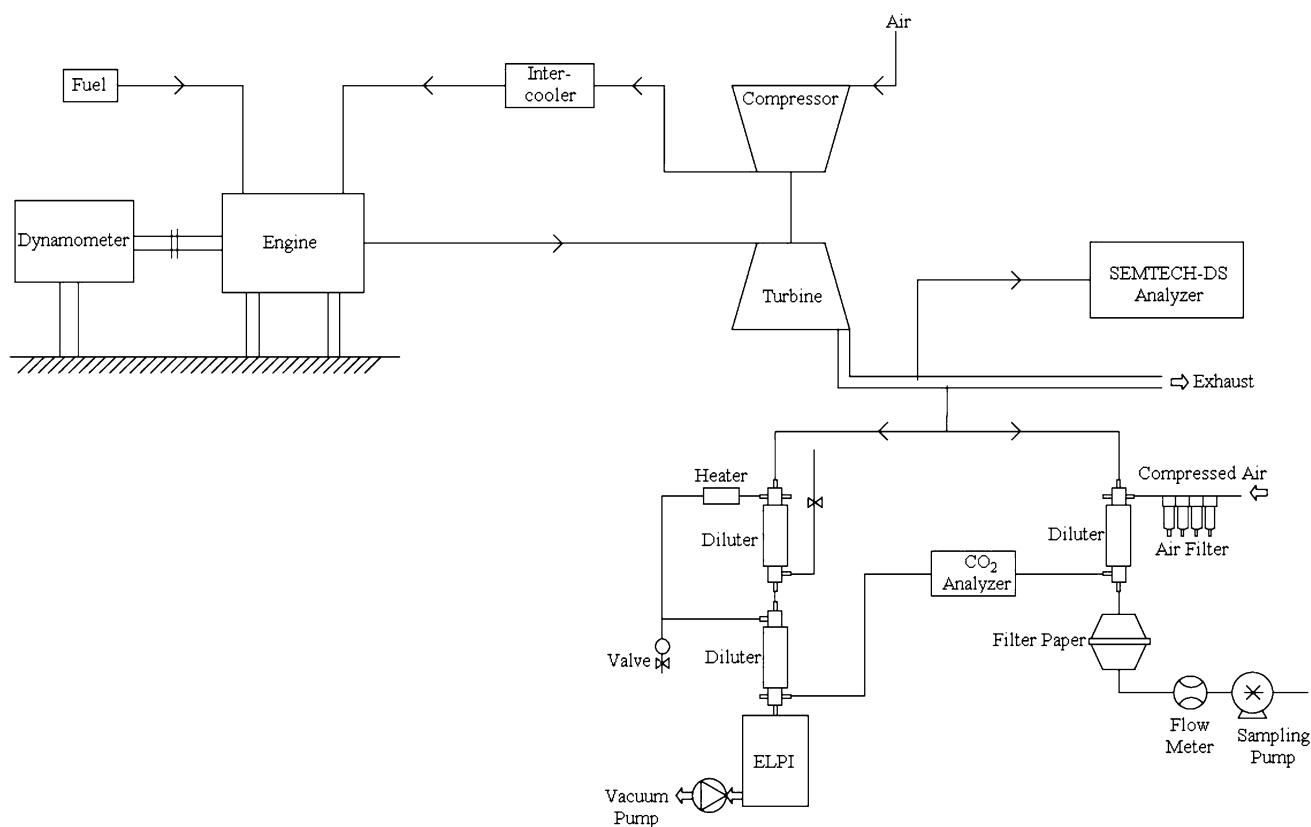 Air
Fuel
Inter-
cooler
Compressor
Dynamometer
Engine
Turbine
SEMTECH-DS
Analyzer
Exhaust
Heater
Compressed Air
Diluter
Diluter
Air Filter
CO₂
Analyzer
Filter Paper
Valve
Diluter
Flow
Meter
Sampling
Pump
ELPI
Vacuum
Pump